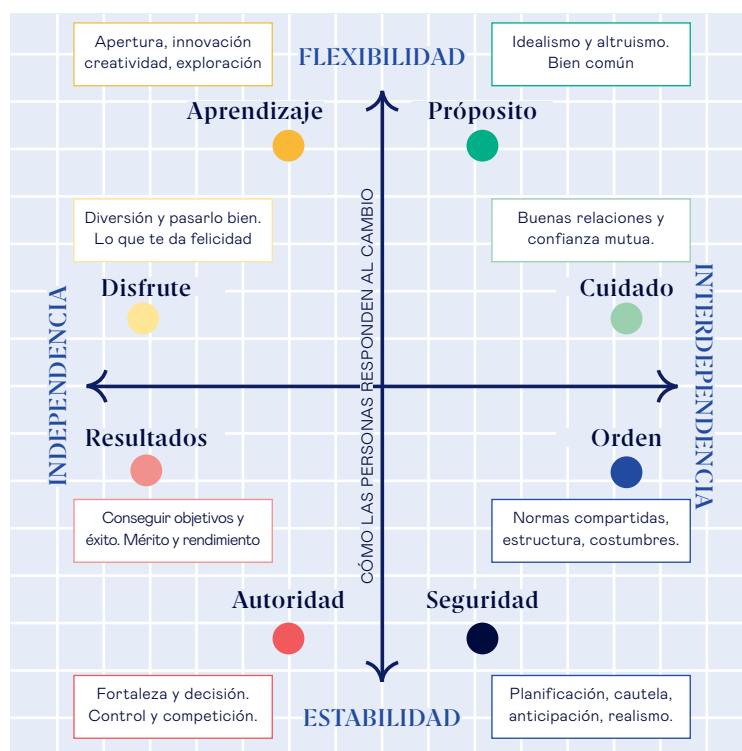 Apertura, innovación
creatividad, exploración
FLEXIBILIDAD
Idealismo y altruismo.
Bien común
Aprendizaje
Próposito
Diversión y pasarlo bien.
Lo que te da felicidad
Buenas relaciones y
confianza mutua.
Disfrute
Cuidado
INDEPENDENCIA
CÓMO LAS PERSONAS RESPONDEN AL CAMBIO
INTERDEPENDENCIA
Resultados
Orden
Conseguir objetivos y
éxito. Mérito y rendimiento
Normas compartidas,
estructura, costumbres.
Autoridad
Seguridad
Fortaleza y decisión.
Control y competición.
ESTABILIDAD
Planificación, cautela,
anticipación, realismo.